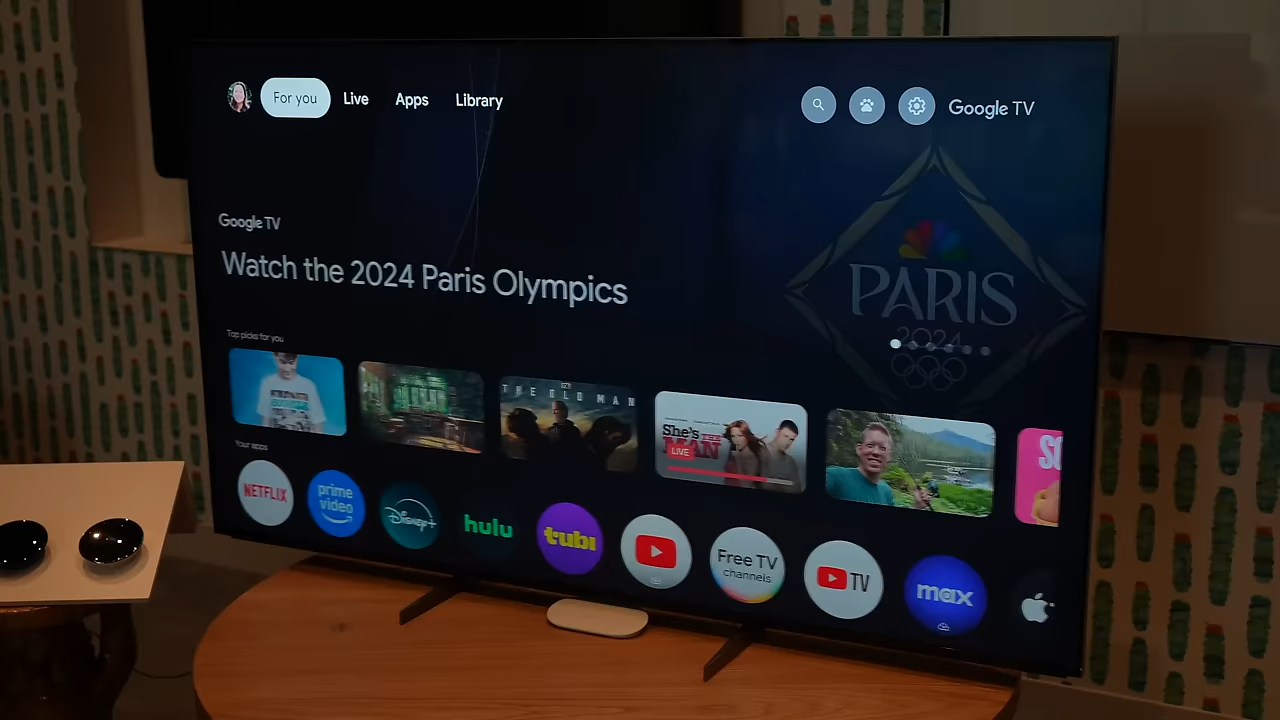 For you Live Apps Library Google TV
Google TV
Watch the 2024 Paris Olympics
PARIS
2024
Top picks for you
THE OLD MAN
She's THE MAN
LIVE
Your apps
NETFLIX
prime video
Disney+
hulu
tubi
Free TV channels
TV
max